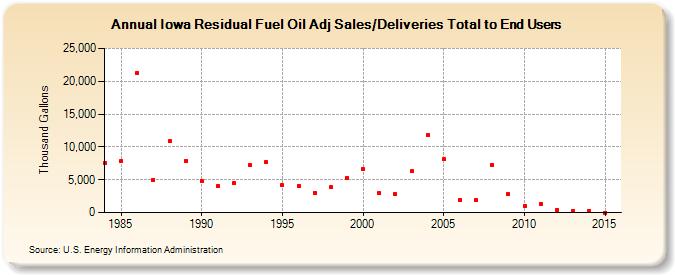 Annual Iowa Residual Fuel Oil Adj Sales/Deliveries Total to End Users
Thousand Gallons
25,000
20,000
15,000
10,000
5,000
0
1985 1990 1995 2000 2005 2010 2015
Source: U.S. Energy Information Administration